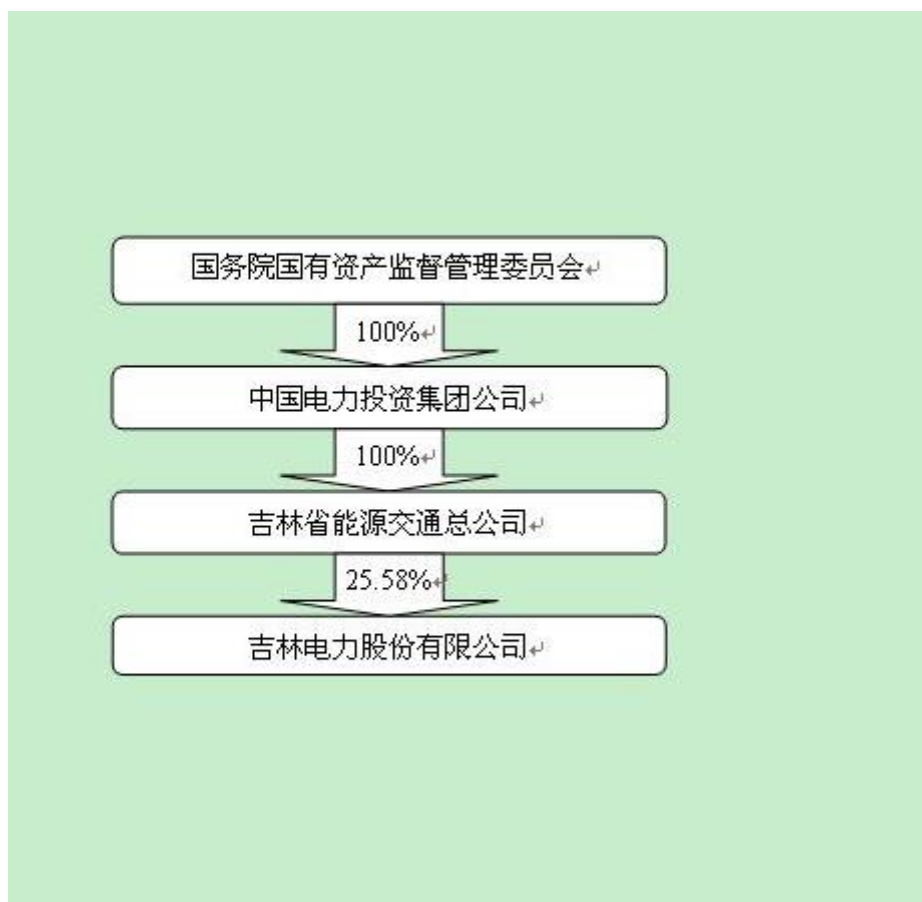 国务院国有资产监督管理委员会
100%
中国电力投资集团公司
100%
吉林省能源交通总公司
25.58%
吉林电力股份有限公司